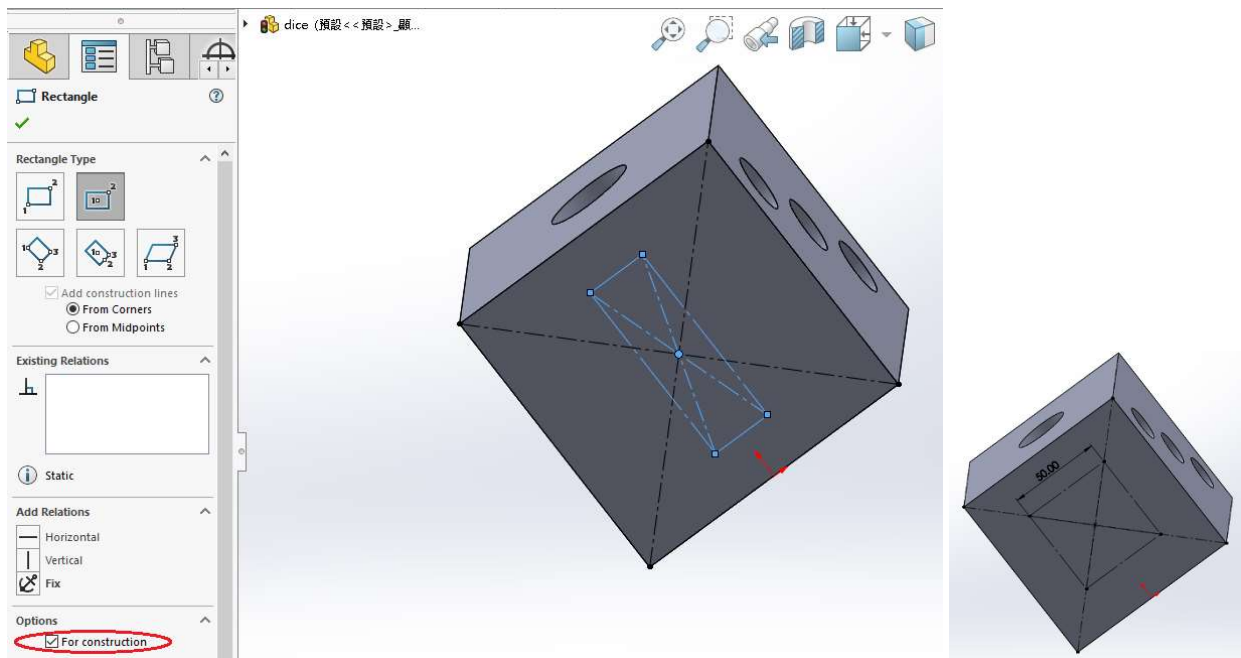 dice (預設<<預設>_顯...
Rectangle
Rectangle Type
Add construction lines
From Corners
From Midpoints
Existing Relations
Static
Add Relations
Horizontal
Vertical
Fix
Options
For construction
50.00